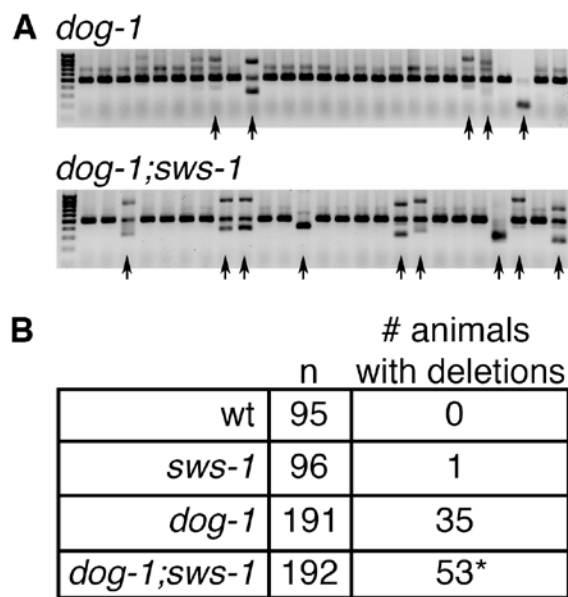 A dog-1
dog-1;sws-1
B # animals
n with deletions
wt 95 0
sws-1 96 1
dog-1 191 35
dog-1;sws-1 192 53*